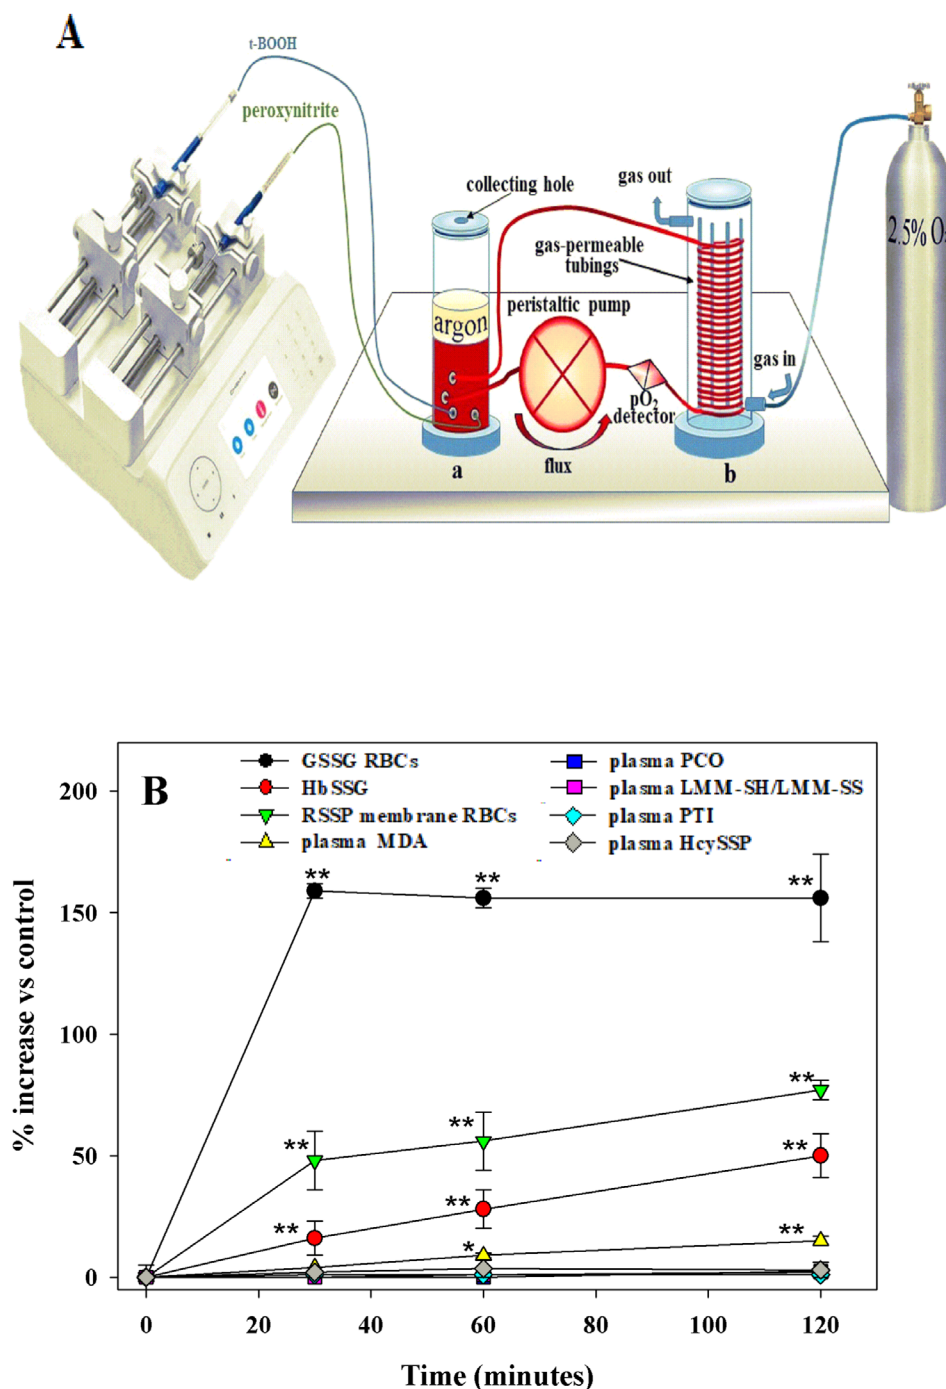 A
t-BOOH
peroxynitrite
collecting hole
gas out
gas-permeable
tubings
2.5% O
argon
peristaltic pump
gas in
pO2
detector
a
flux
b
B
GSSG RBCs
HbSSG
RSSP membrane RBCs
plasma MDA
plasma PCO
plasma LMM-SH/LMM-SS
plasma PTI
plasma HcySSP
% increase vs control
200
150
100
50
0
**
**
**
**
**
**
**
**
**
*
**
0
20
40
60
80
100
120
Time (minutes)